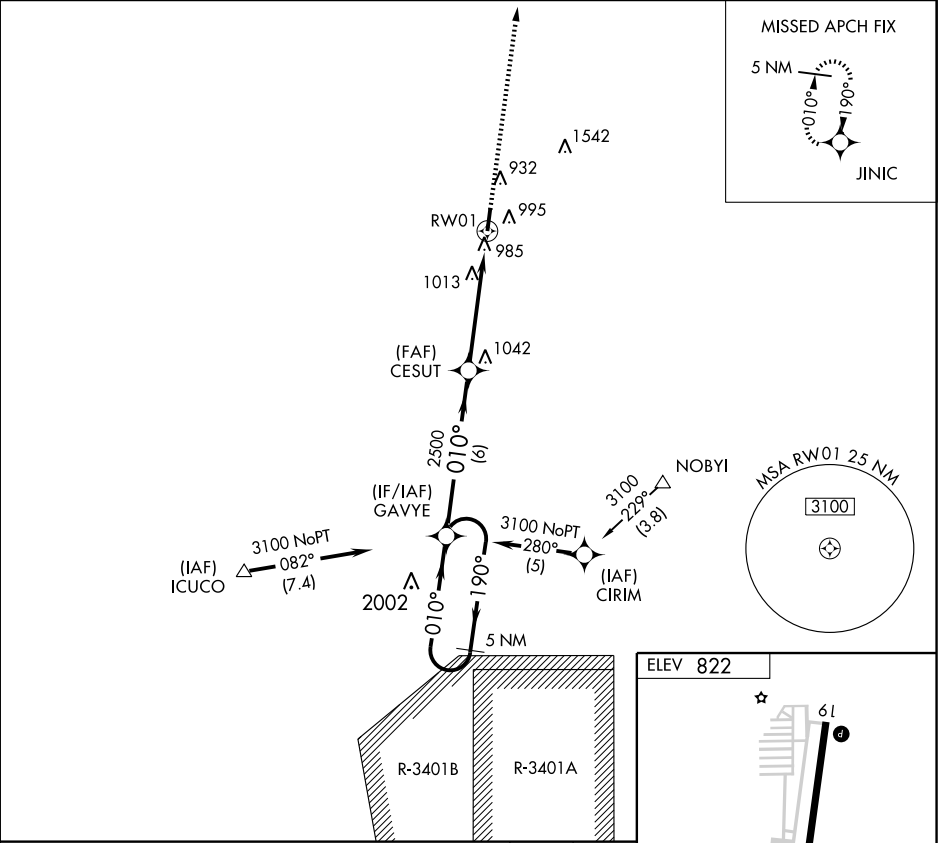 MISSED APCH FIX
5 NM
010°
190°
JINIC
1542
932
RW01
995
985
1013
(FAF)
CESUT
1042
2500
010°
(6)
(IF/IAF)
GAVYE
NOBYI
3100
229°
(3.8)
MSA RW01 25 NM
3100
(IAF)
ICUCO
3100 NoPT
082°
(7.4)
3100 NoPT
280°
(5)
(IAF)
CIRIM
2002
010°
190°
5 NM
R-3401B
R-3401A
ELEV 822
19
P